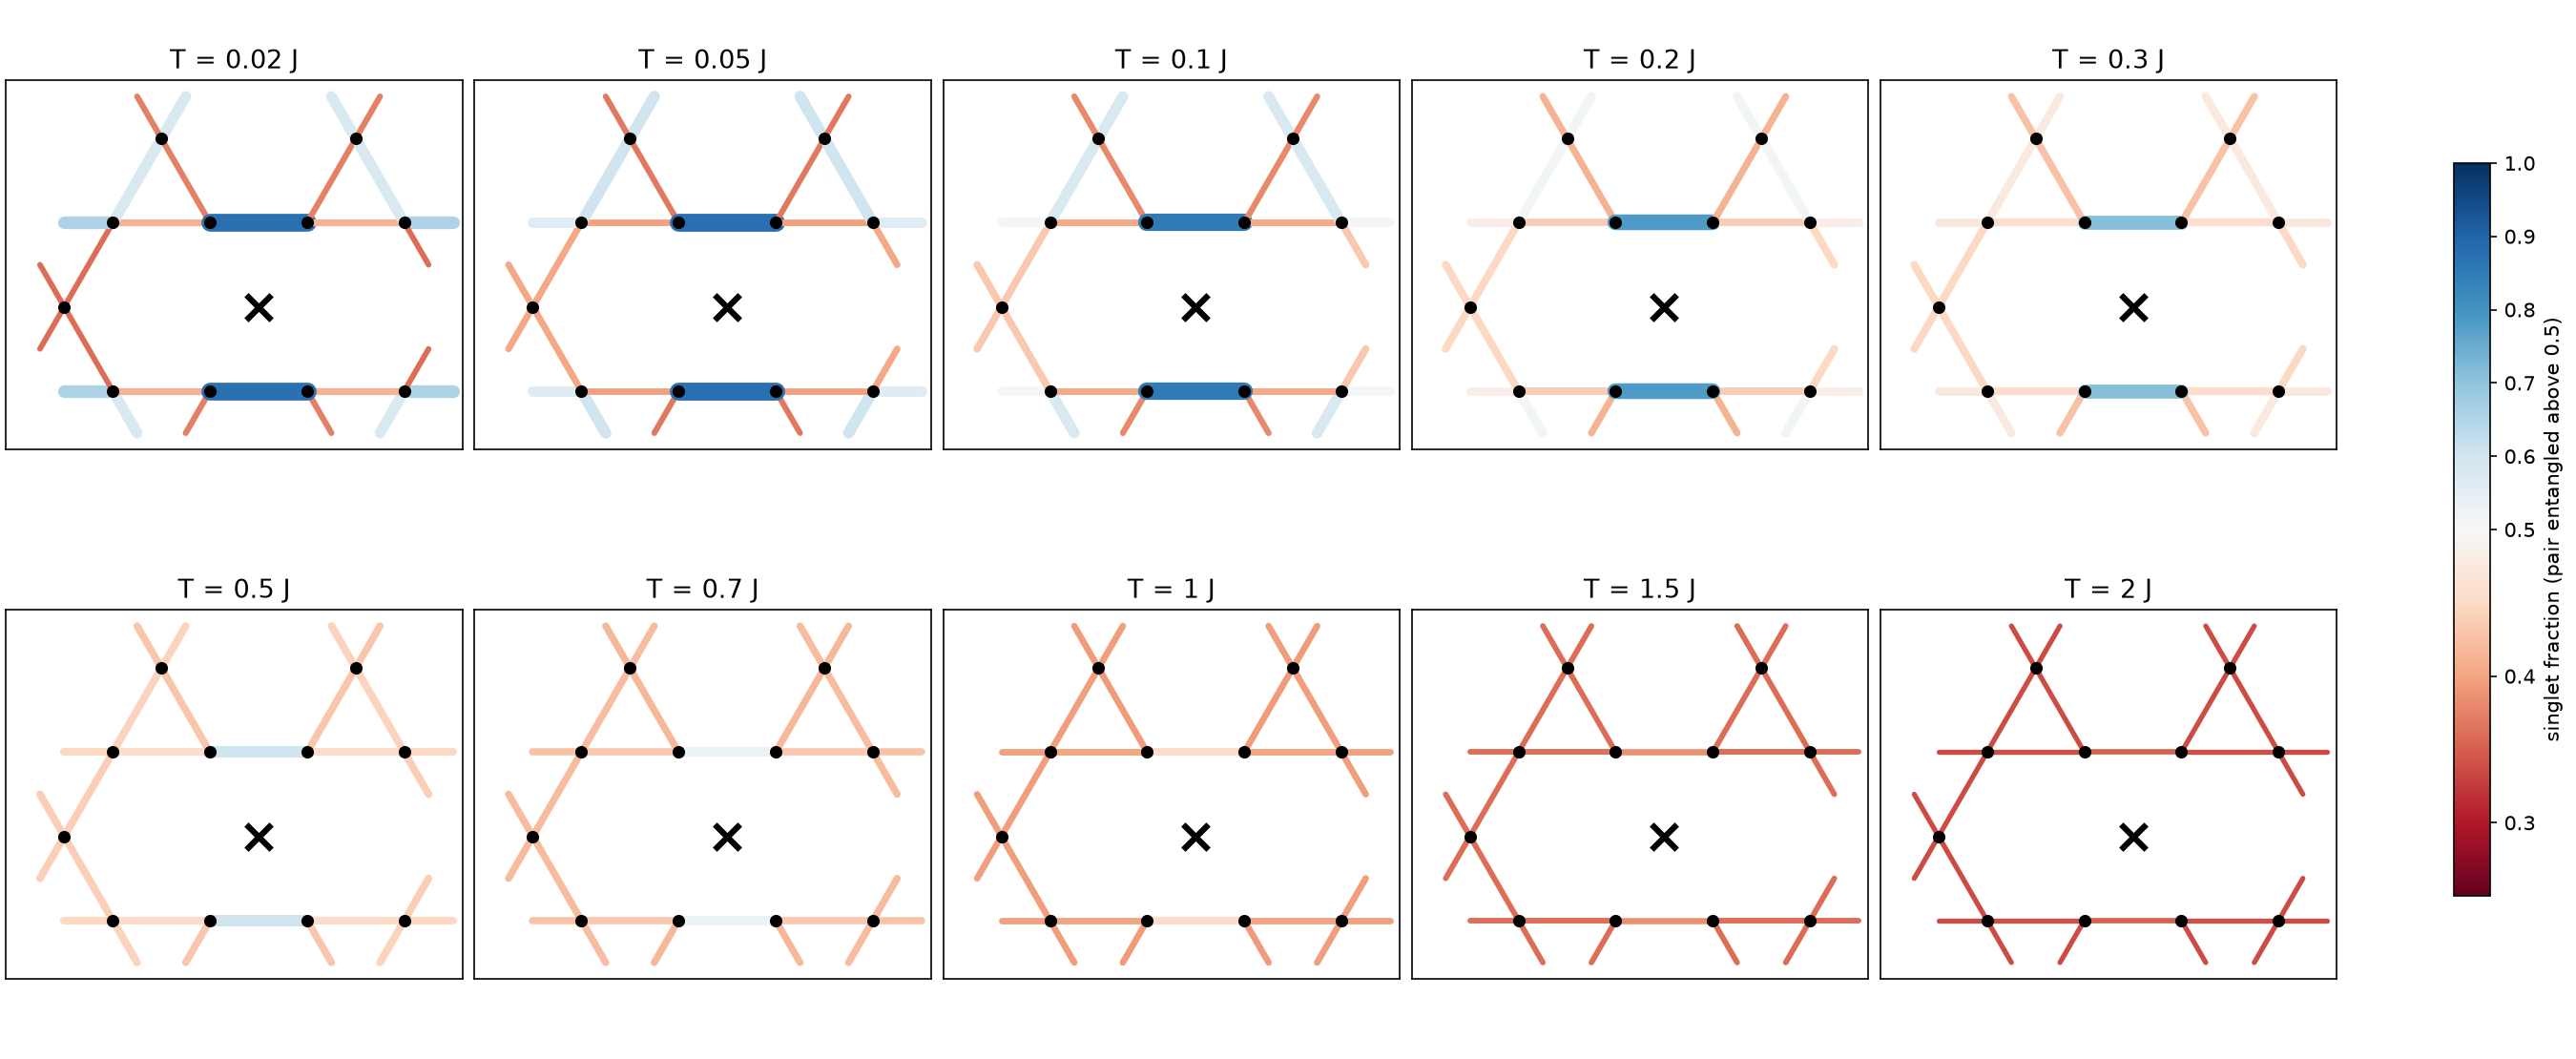 T = 0.02 J
T = 0.05 J
T = 0.1 J
T = 0.2 J
T = 0.3 J
T = 0.5 J
T = 0.7 J
T = 1 J
T = 1.5 J
T = 2 J
1.0
0.9
0.8
0.7
0.6
0.5
0.4
0.3
singlet fraction (pair entangled above 0.5)